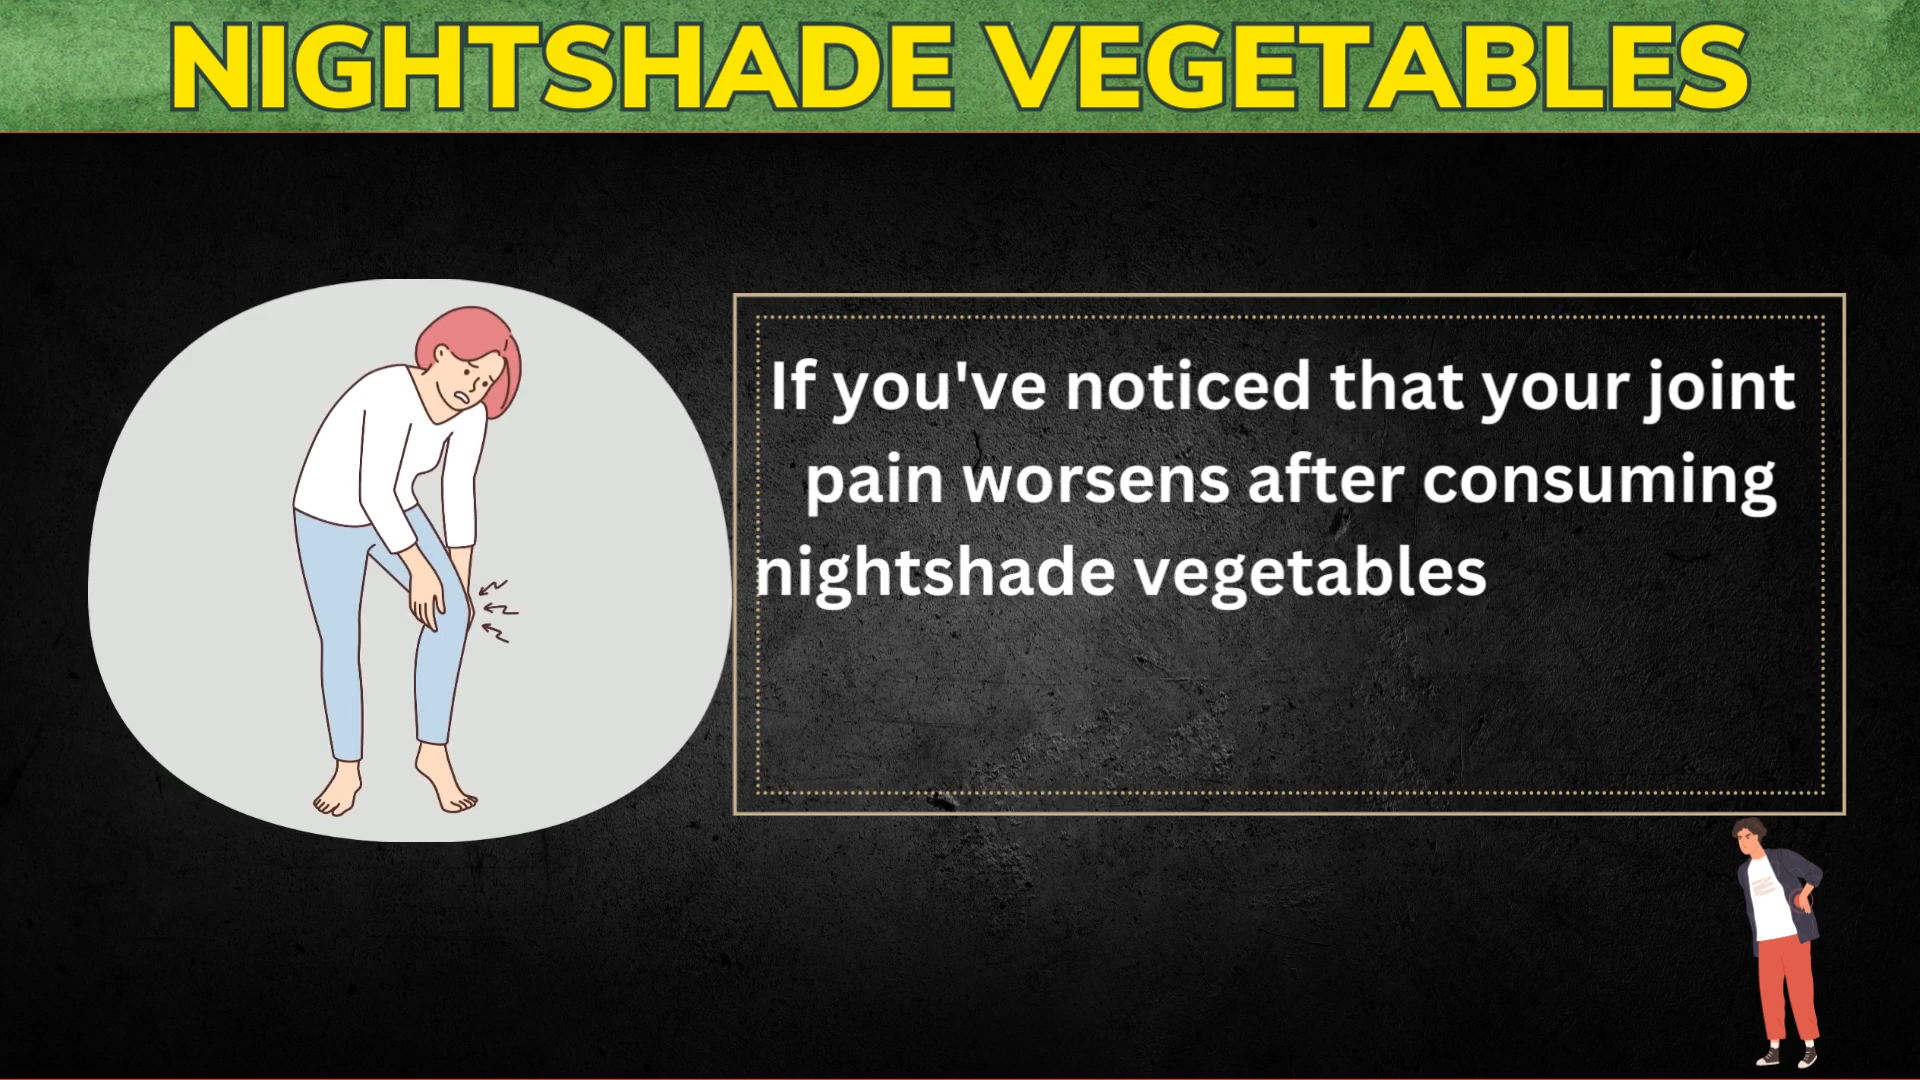 NIGHTSHADE VEGETABLES
If you've noticed that your joint
pain worsens after consuming
nightshade vegetables